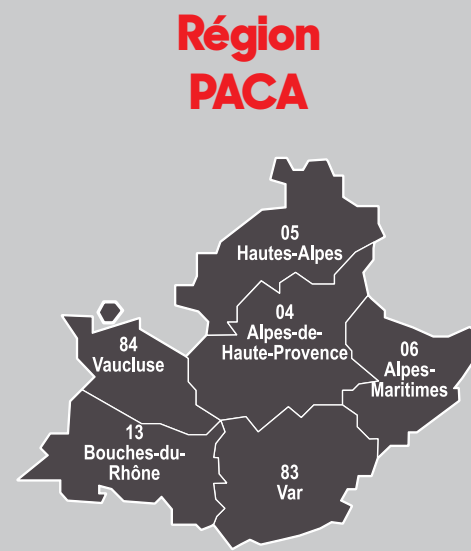 Région
PACA
05
Hautes-Alpes
04
Alpes-de-
Haute-Provence
84
Vaucluse
06
Alpes-
Maritimes
13
Bouches-du-
Rhône
83
Var